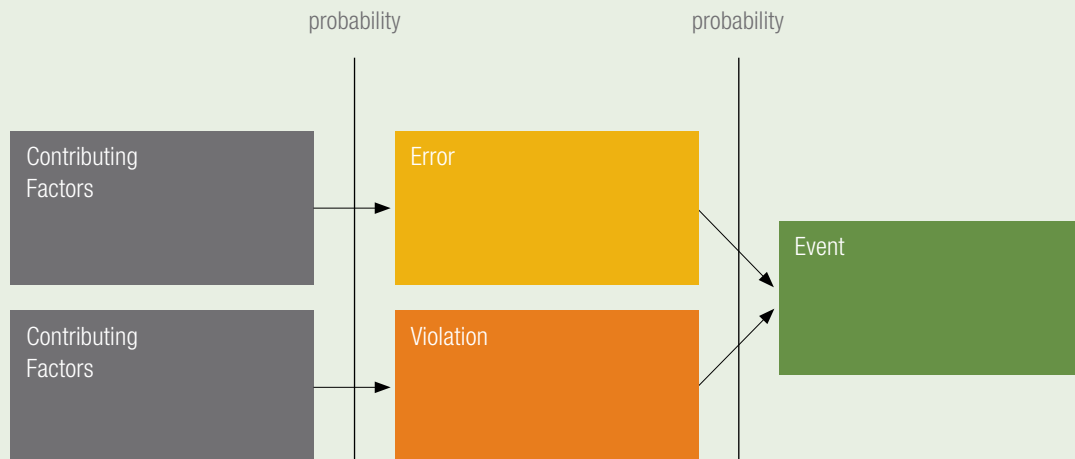 probability
probability
Contributing
Factors
Error
Event
Contributing
Factors
Violation